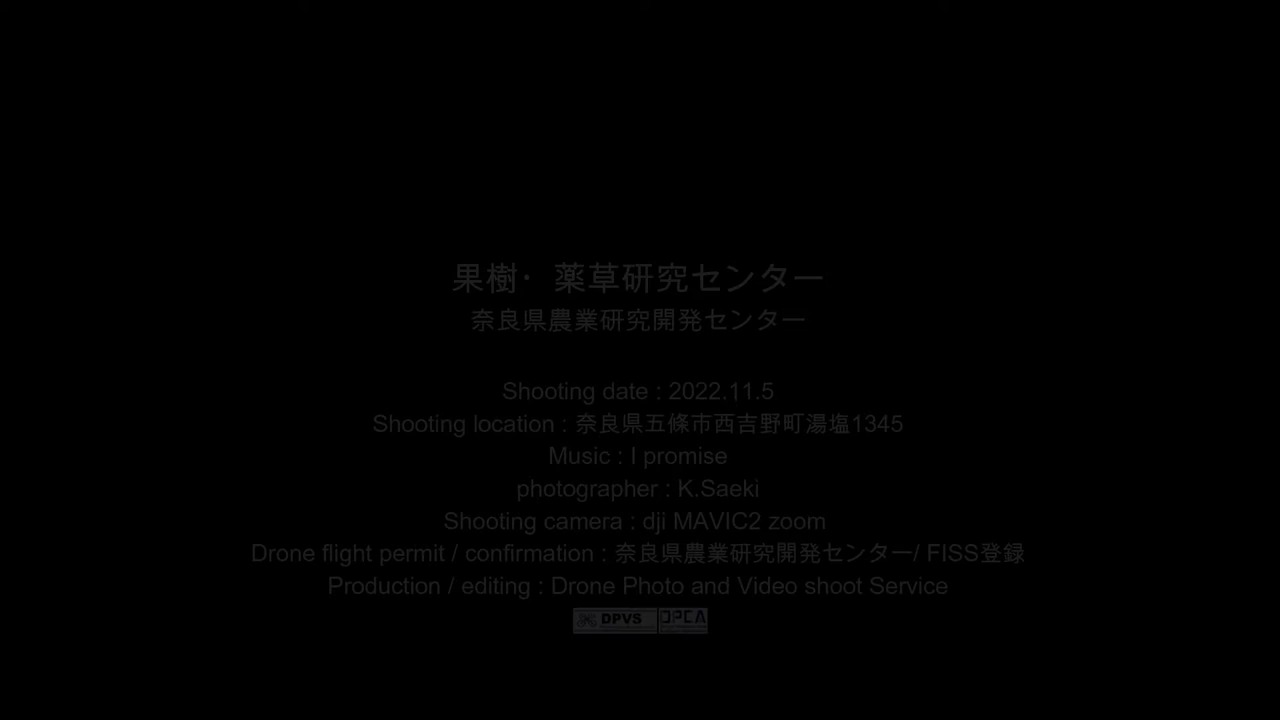 果樹・薬草研究センター
奈良県農業研究開発センター
Shooting date : 2022.11.5
Shooting location : 奈良県五條市西吉野町湯塩1345
Music : I promise
photographer : K.Saeki
Shooting camera : dji MAVIC2 zoom
Drone flight permit / confirmation : 奈良県農業研究開発センター/ FISS登録
Production / editing : Drone Photo and Video shoot Service
DPVS DPCA